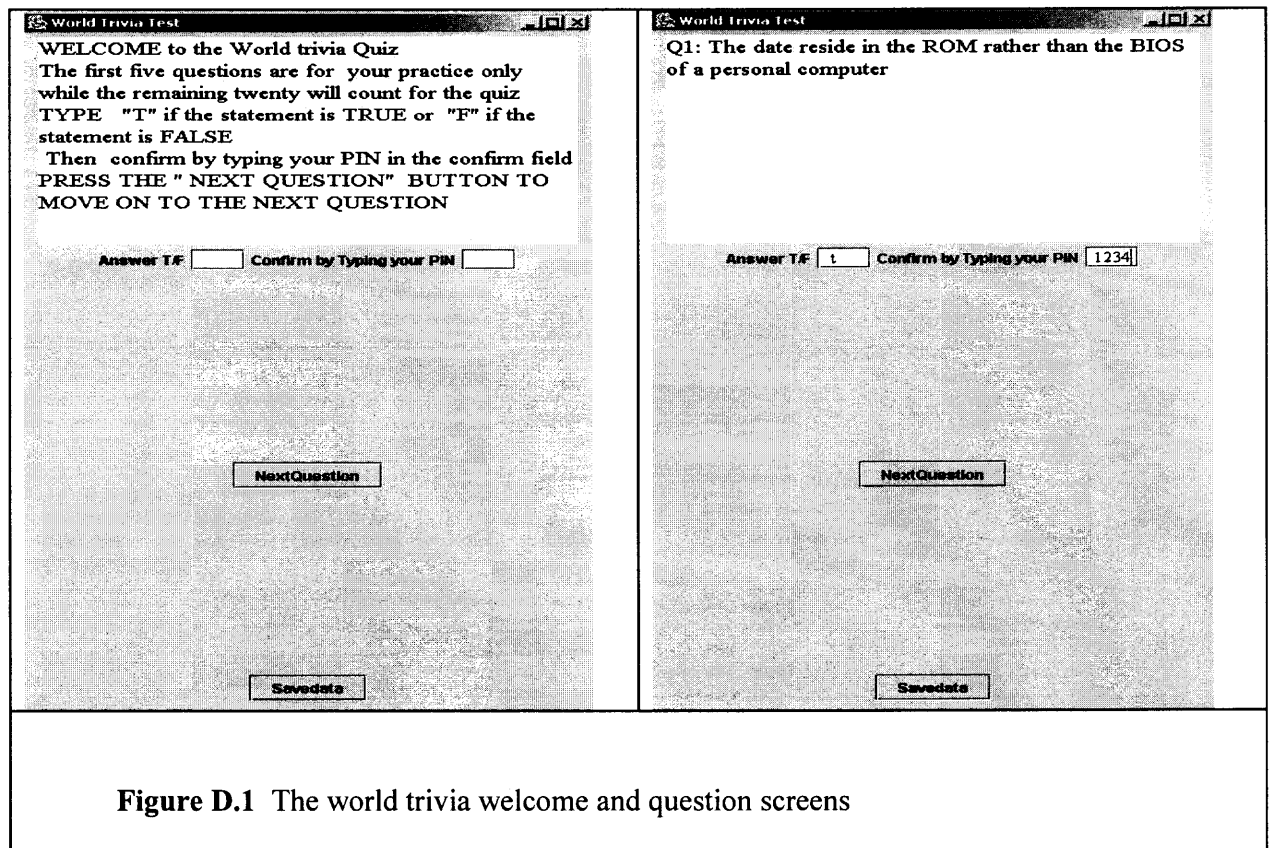 World Trivia Test
WELCOME to the World trivia Quiz
The first five questions are for your practice only
while the remaining twenty will count for the quiz
TYPE "T" if the statement is TRUE or "F" if the
statement is FALSE
Then confirm by typing your PIN in the confirm field
PRESS THE " NEXT QUESTION" BUTTON TO
MOVE ON TO THE NEXT QUESTION
Answer T/F Confirm by Typing your PIN
NextQuestion
Savedata
World Trivia Test
Q1: The date reside in the ROM rather than the BIOS
of a personal computer
Answer T/F t Confirm by Typing your PIN 1234
NextQuestion
Savedata
Figure D.1 The world trivia welcome and question screens